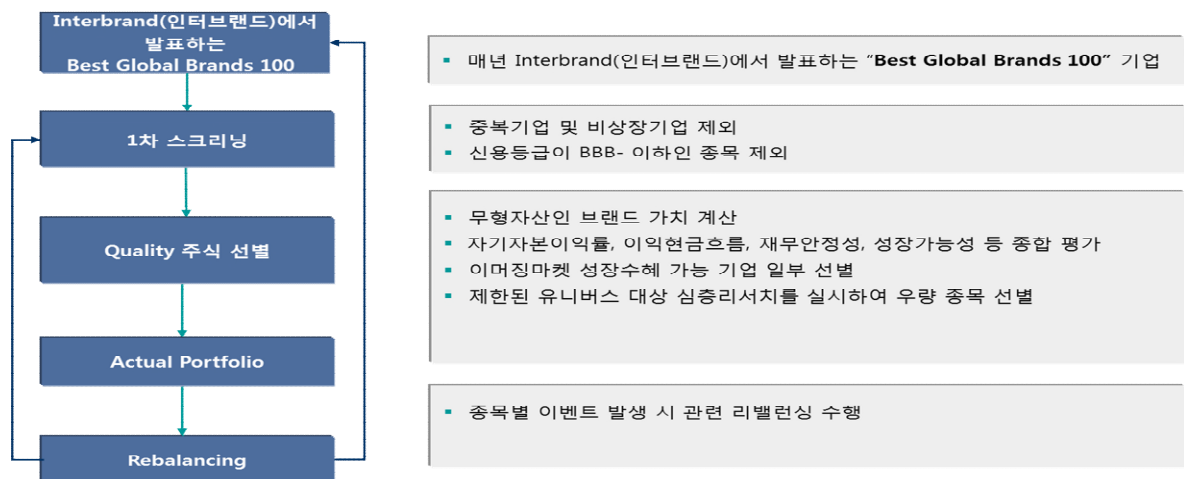 Interbrand(인터브랜드)에서
발표하는
Best Global Brands 100
▪ 매년 Interbrand(인터브랜드)에서 발표하는 “Best Global Brands 100” 기업
1차 스크리닝
▪ 중복기업 및 비상장기업 제외
▪ 신용등급이 BBB- 이하인 종목 제외
Quality 주식 선별
▪ 무형자산인 브랜드 가치 계산
▪ 자기자본이익률, 이익현금흐름, 재무안정성, 성장가능성 등 종합 평가
▪ 이머징마켓 성장수혜 가능 기업 일부 선별
▪ 제한된 유니버스 대상 심층리서치를 실시하여 우량 종목 선별
Actual Portfolio
▪ 종목별 이벤트 발생 시 관련 리밸런싱 수행
Rebalancing